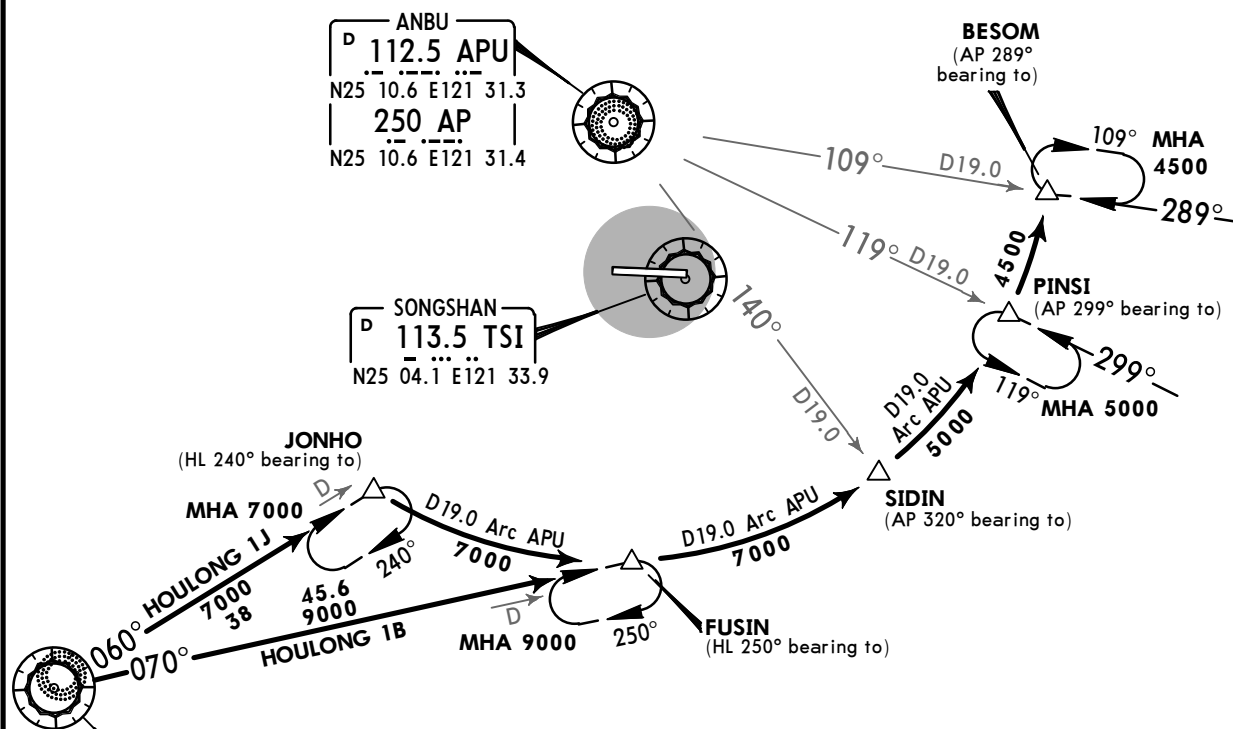 ANBU
D 112.5 APU
N25 10.6 E121 31.3
250 AP
N25 10.6 E121 31.4
BESOM
(AP 289°
bearing to)
109° MHA
4500
109° D19.0
289°
119° D19.0
4500
PINSI
(AP 299° bearing to)
299°
119°
MHA 5000
SONGSHAN
D 113.5 TSI
N25 04.1 E121 33.9
140°
D19.0
D19.0
Arc APU
5000
SIDIN
(AP 320° bearing to)
JONHO
(HL 240° bearing to)
D
MHA 7000
240°
D19.0 Arc APU
7000
D19.0 Arc APU
7000
060° HOULONG 1J
7000
38
45.6
9000
070°
HOULONG 1B
D
MHA 9000
250°
FUSIN
(HL 250° bearing to)